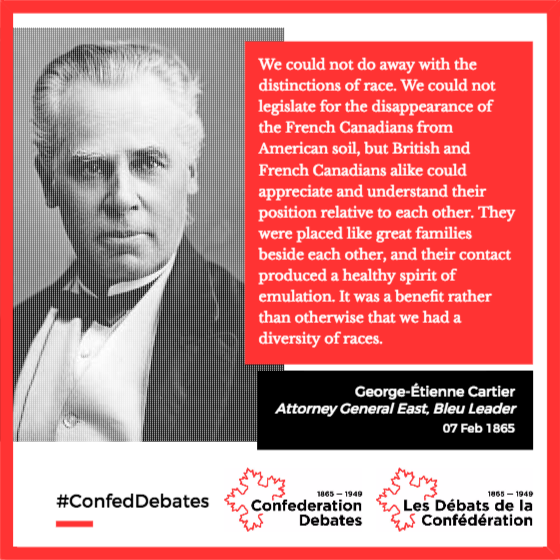 We could not do away with the
distinctions of race. We could not
legislate for the disappearance of
the French Canadians from
American soil, but British and
French Canadians alike could
appreciate and understand their
position relative to each other. They
were placed like great families
beside each other, and their contact
produced a healthy spirit of
emulation. It was a benefit rather
than otherwise that we had a
diversity of races.
George-Étienne Cartier
Attorney General East, Bleu Leader
07 Feb 1865
#ConfedDebates
1865 — 1949
Confederation
Debates
1865 — 1949
Les Débats de la
Confédération